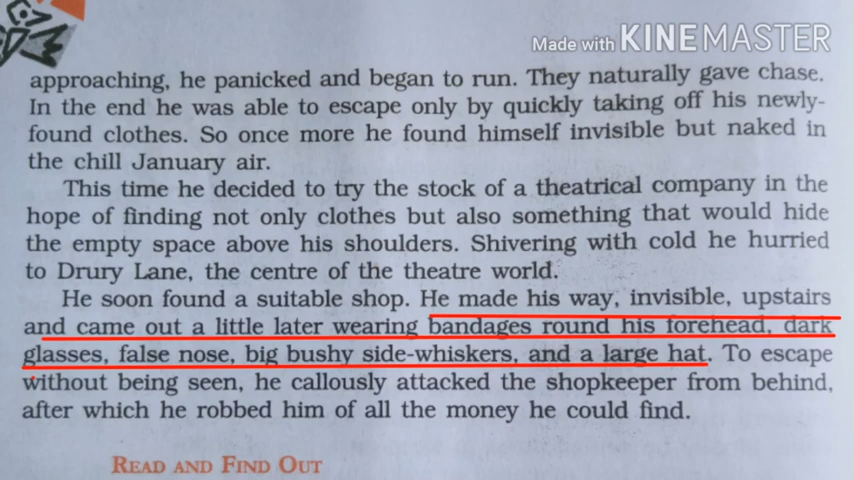 Made with KINEMASTER
approaching, he panicked and began to run. They naturally gave chase.
In the end he was able to escape only by quickly taking off his newly-
found clothes. So once more he found himself invisible but naked in
the chill January air.
This time he decided to try the stock of a theatrical company in the
hope of finding not only clothes but also something that would hide
the empty space above his shoulders. Shivering with cold he hurried
to Drury Lane, the centre of the theatre world.
He soon found a suitable shop. He made his way, invisible, upstairs
and came out a little later wearing bandages round his forehead, dark
glasses, false nose, big bushy side-whiskers, and a large hat. To escape
without being seen, he callously attacked the shopkeeper from behind,
after which he robbed him of all the money he could find.
READ AND FIND OUT